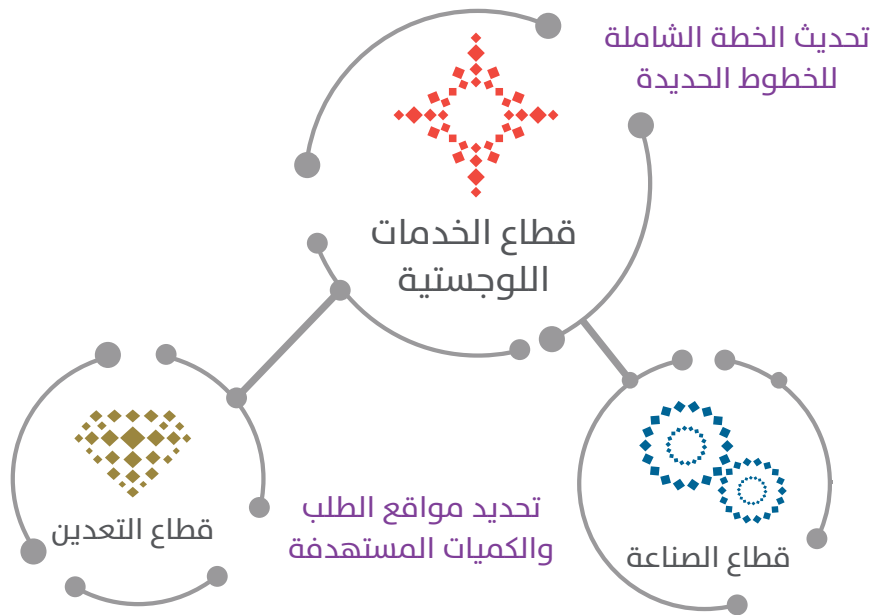 تحديث الخطة الشاملة
للخطوط الحديدة
قطاع الخدمات
اللوجستية
تحديد مواقع الطلب
والكميات المستهدفة
قطاع التعدين
قطاع الصناعة